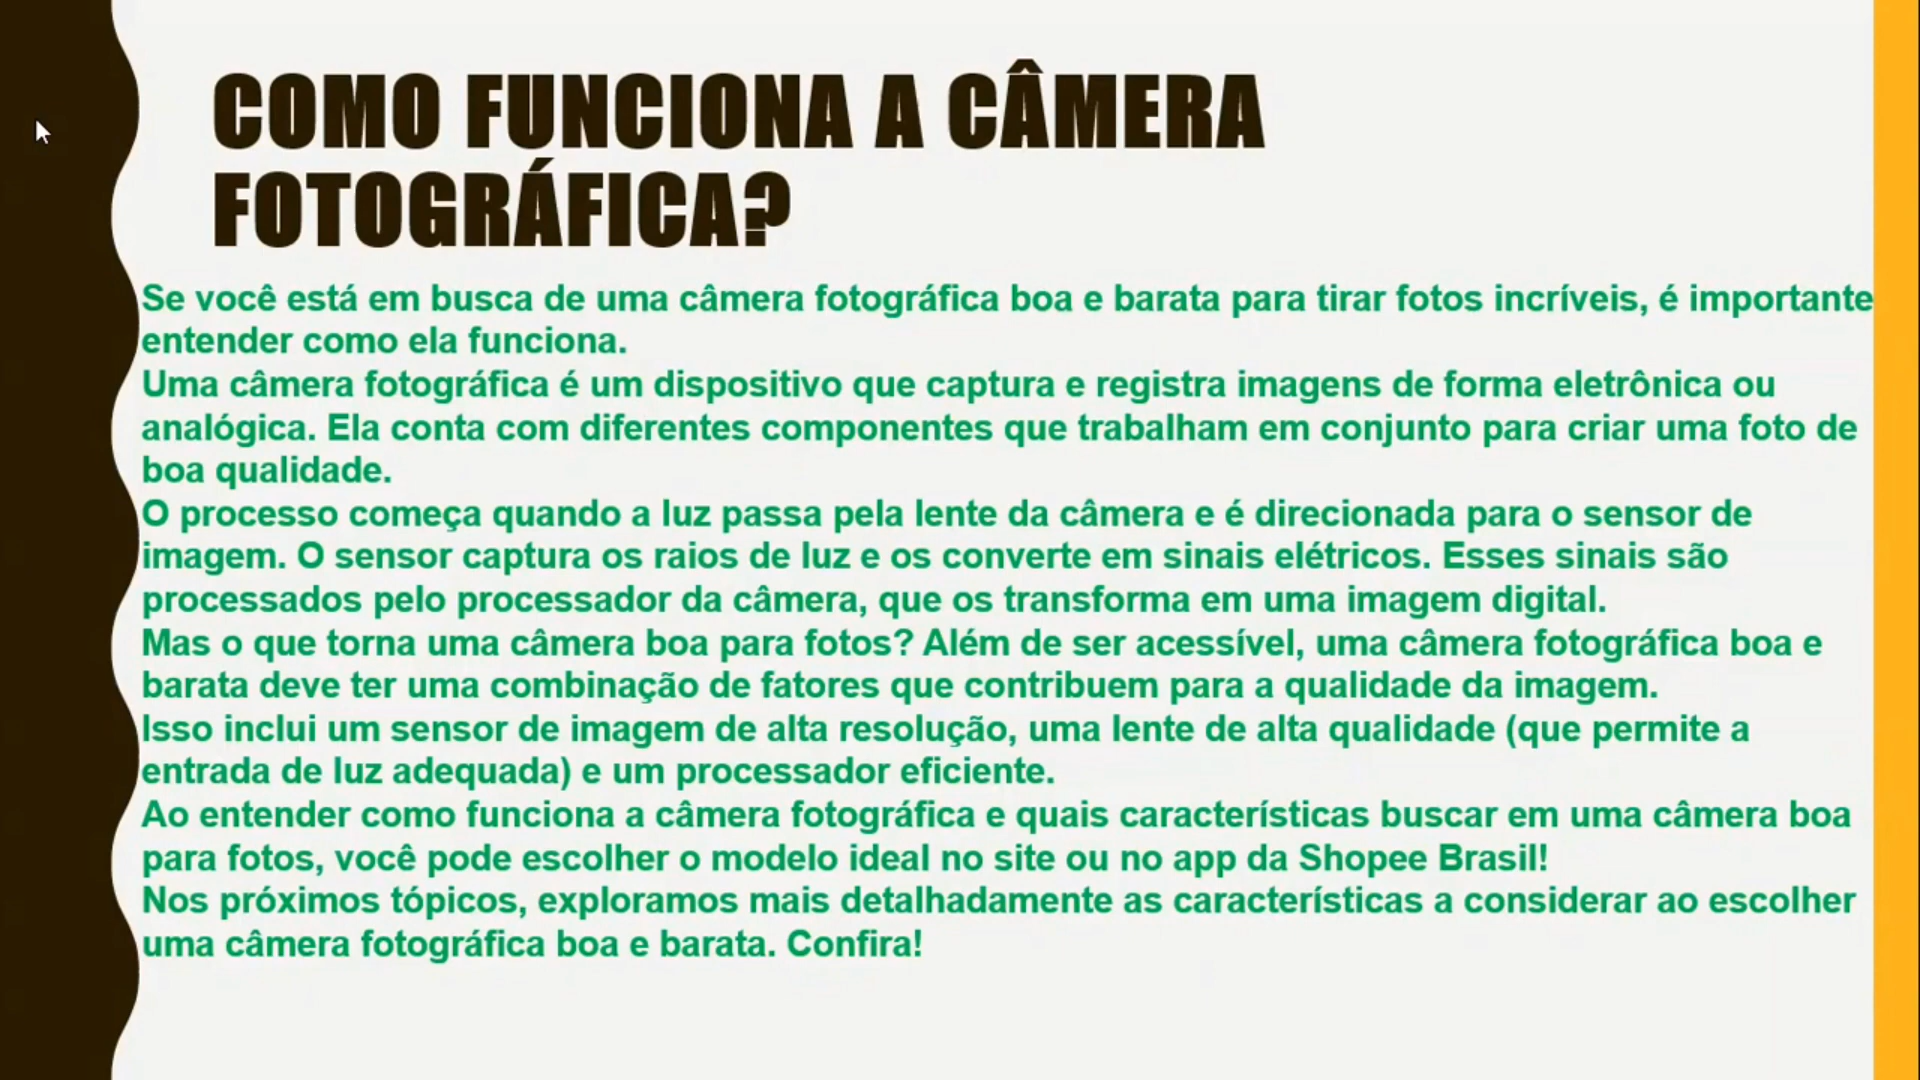 COMO FUNCIONA A CÂMERA
FOTOGRÁFICA?
Se você está em busca de uma câmera fotográfica boa e barata para tirar fotos incríveis, é importante
entender como ela funciona.
Uma câmera fotográfica é um dispositivo que captura e registra imagens de forma eletrônica ou
analógica. Ela conta com diferentes componentes que trabalham em conjunto para criar uma foto de
boa qualidade.
O processo começa quando a luz passa pela lente da câmera e é direcionada para o sensor de
imagem. O sensor captura os raios de luz e os converte em sinais elétricos. Esses sinais são
processados pelo processador da câmera, que os transforma em uma imagem digital.
Mas o que torna uma câmera boa para fotos? Além de ser acessível, uma câmera fotográfica boa e
barata deve ter uma combinação de fatores que contribuem para a qualidade da imagem.
Isso inclui um sensor de imagem de alta resolução, uma lente de alta qualidade (que permite a
entrada de luz adequada) e um processador eficiente.
Ao entender como funciona a câmera fotográfica e quais características buscar em uma câmera boa
para fotos, você pode escolher o modelo ideal no site ou no app da Shopee Brasil!
Nos próximos tópicos, exploramos mais detalhadamente as características a considerar ao escolher
uma câmera fotográfica boa e barata. Confira!